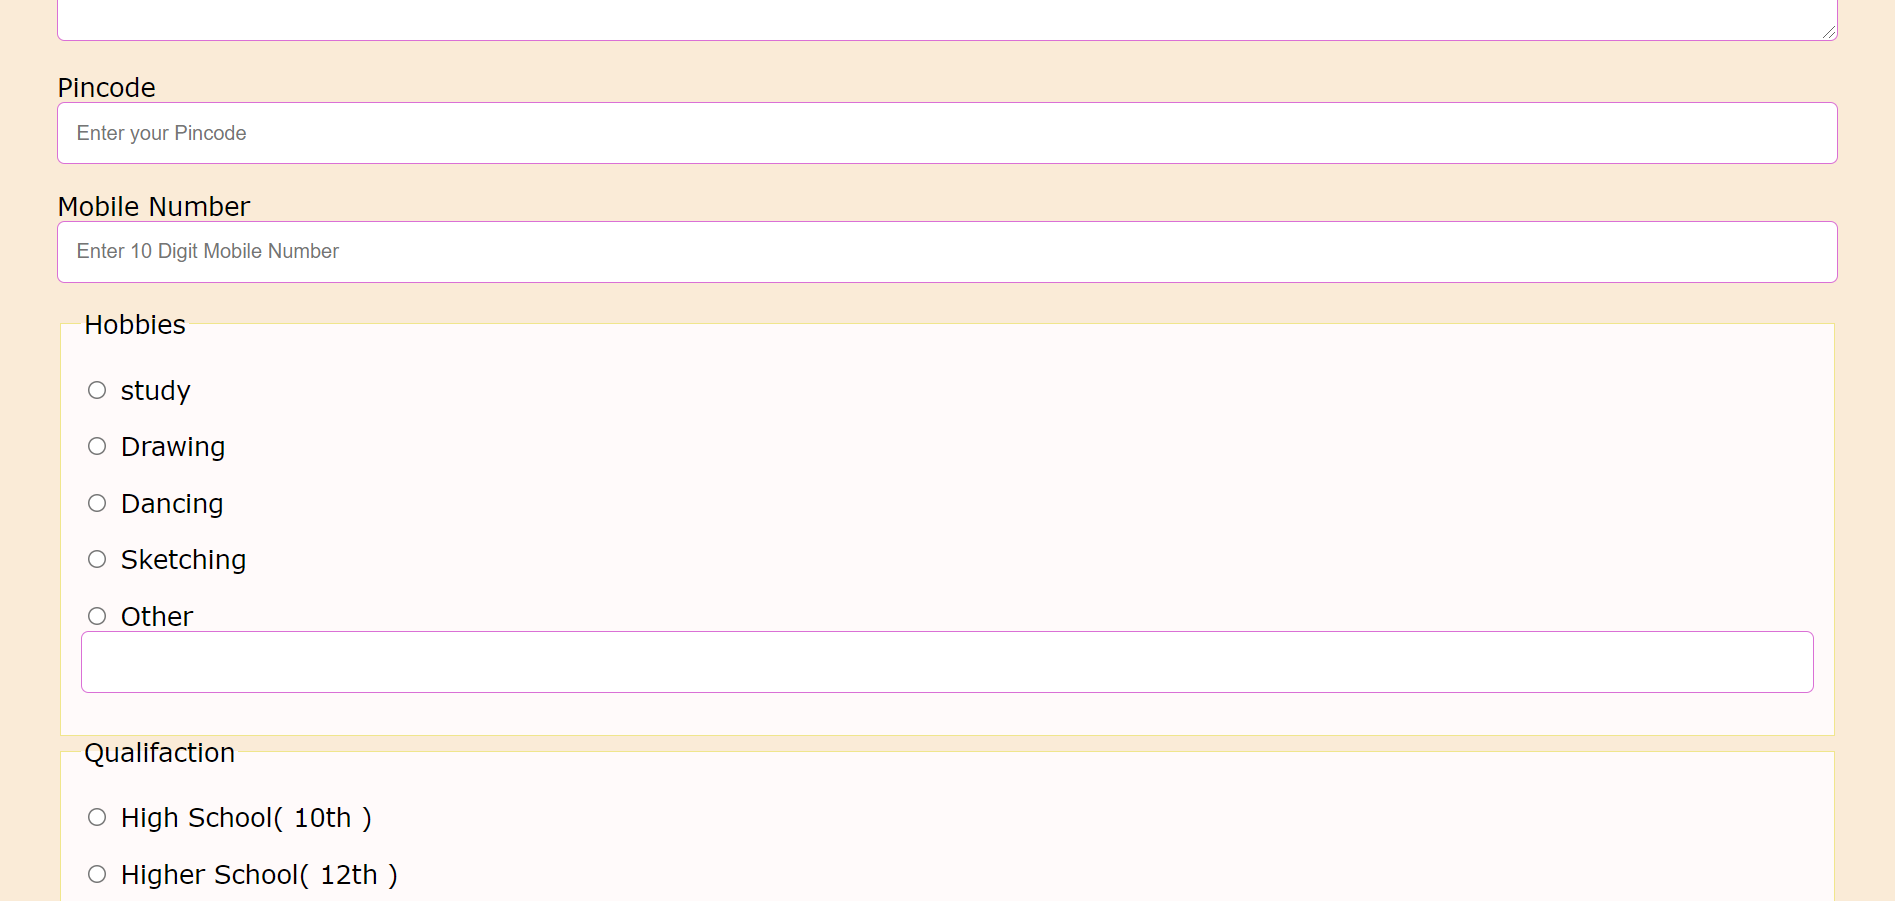 Pincode
Enter your Pincode
Mobile Number
Enter 10 Digit Mobile Number
Hobbies
study
Drawing
Dancing
Sketching
Other
Qualifaction
High School( 10th )
Higher School( 12th )